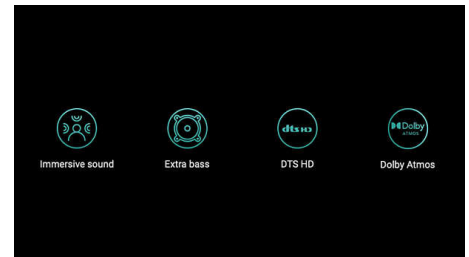 dts HD
Dolby
ATMOS
Immersive sound
Extra bass
DTS HD
Dolby Atmos